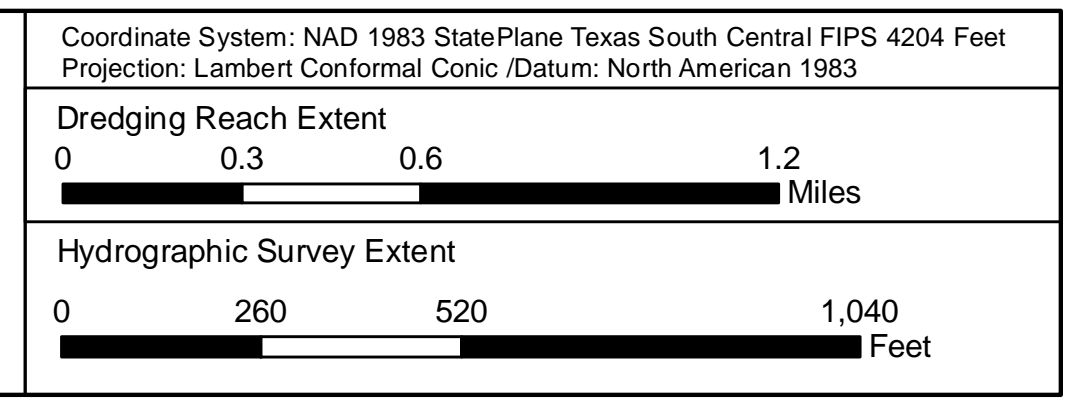 Coordinate System: NAD 1983 StatePlane Texas South Central FIPS 4204 Feet
Projection: Lambert Conformal Conic /Datum: North American 1983
Dredging Reach Extent
0 0.3 0.6 1.2
Miles
Hydrographic Survey Extent
0 260 520 1,040
Feet